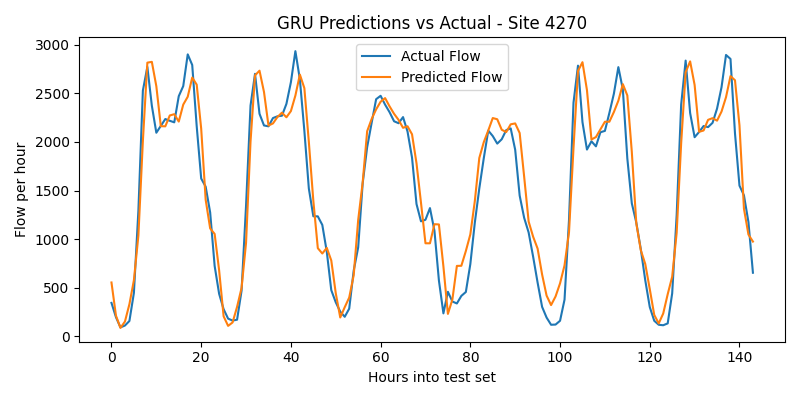 GRU Predictions vs Actual - Site 4270
Actual Flow
Predicted Flow
Flow per hour
3000
2500
2000
1500
1000
500
0
0 20 40 60 80 100 120 140
Hours into test set